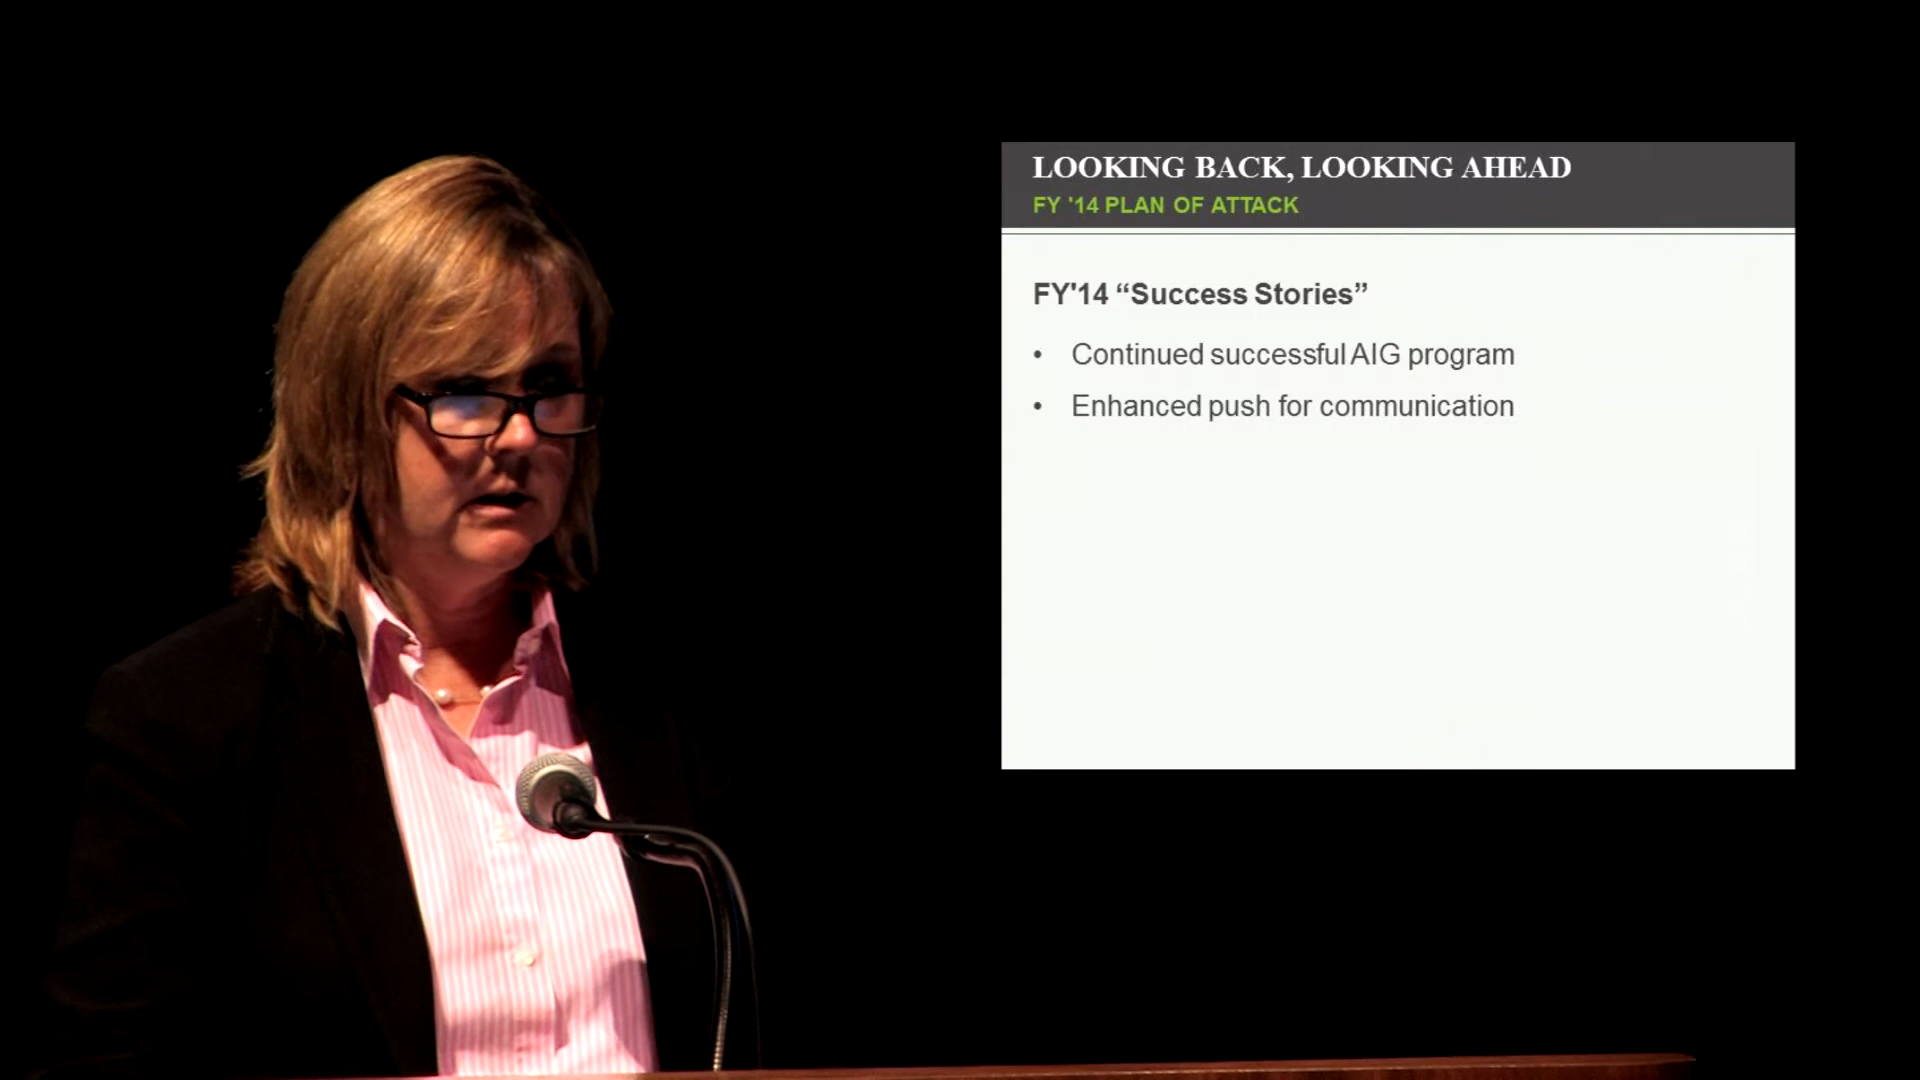 LOOKING BACK, LOOKING AHEAD
FY '14 PLAN OF ATTACK
FY'14 “Success Stories”
• Continued successful AIG program
• Enhanced push for communication